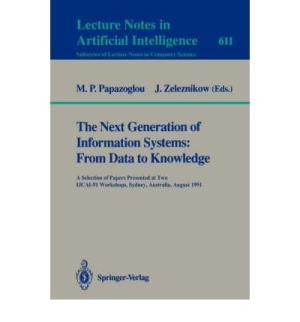 Lecture Notes in
Artificial Intelligence 611
Subseries of Lecture Notes in Computer Science
M. P. Papazoglou J. Zeleznikow (Eds.)
The Next Generation of
Information Systems:
From Data to Knowledge
A Selection of Papers Presented at Two
IJCAI-91 Workshops, Sydney, Australia, August 1991
Springer-Verlag